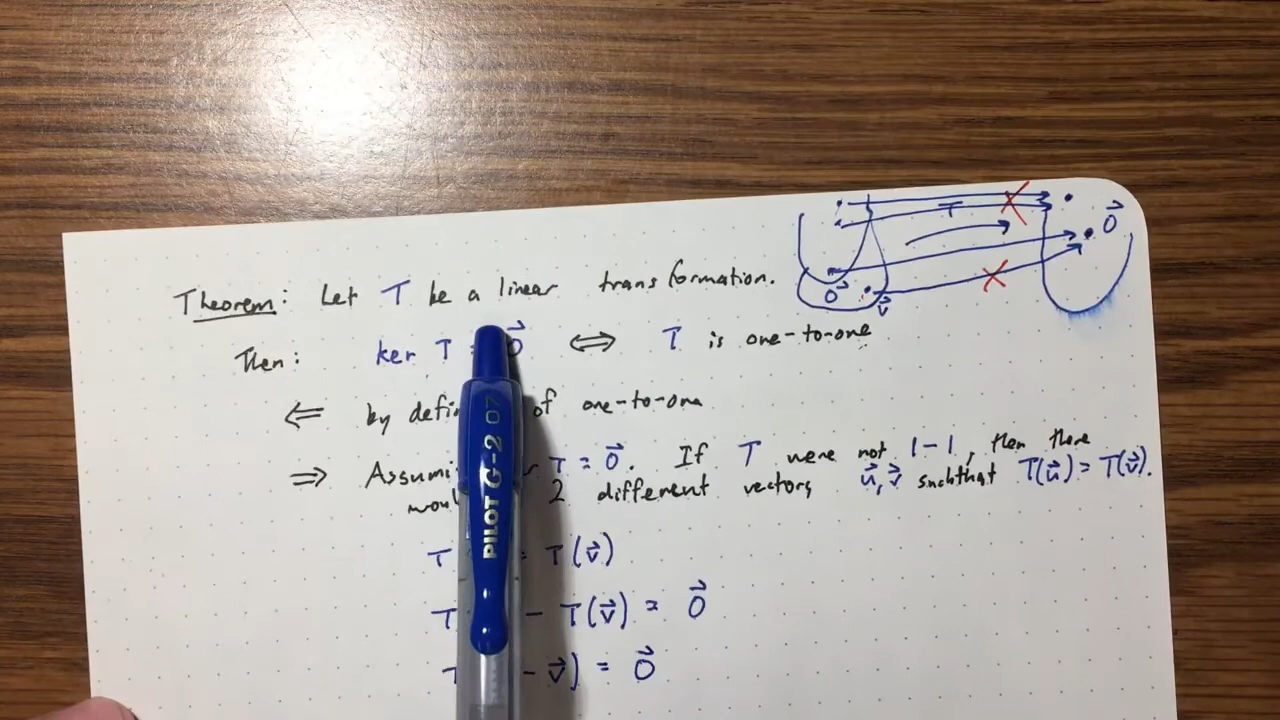 Theorem: Let T be a linear transformation.
Then: ker T 0⃗ ⟺ T is one-to-one
⟸ by of one-to-one
⟹ T = 0⃗. If T were not 1-1, then there
2 different vectors u⃗, v⃗ such that T(u⃗) = T(v⃗).
T = T(v⃗)
T - T(v⃗) = 0⃗
- v⃗) = 0⃗
T
0⃗
0⃗
v⃗
PILOT G-2 07